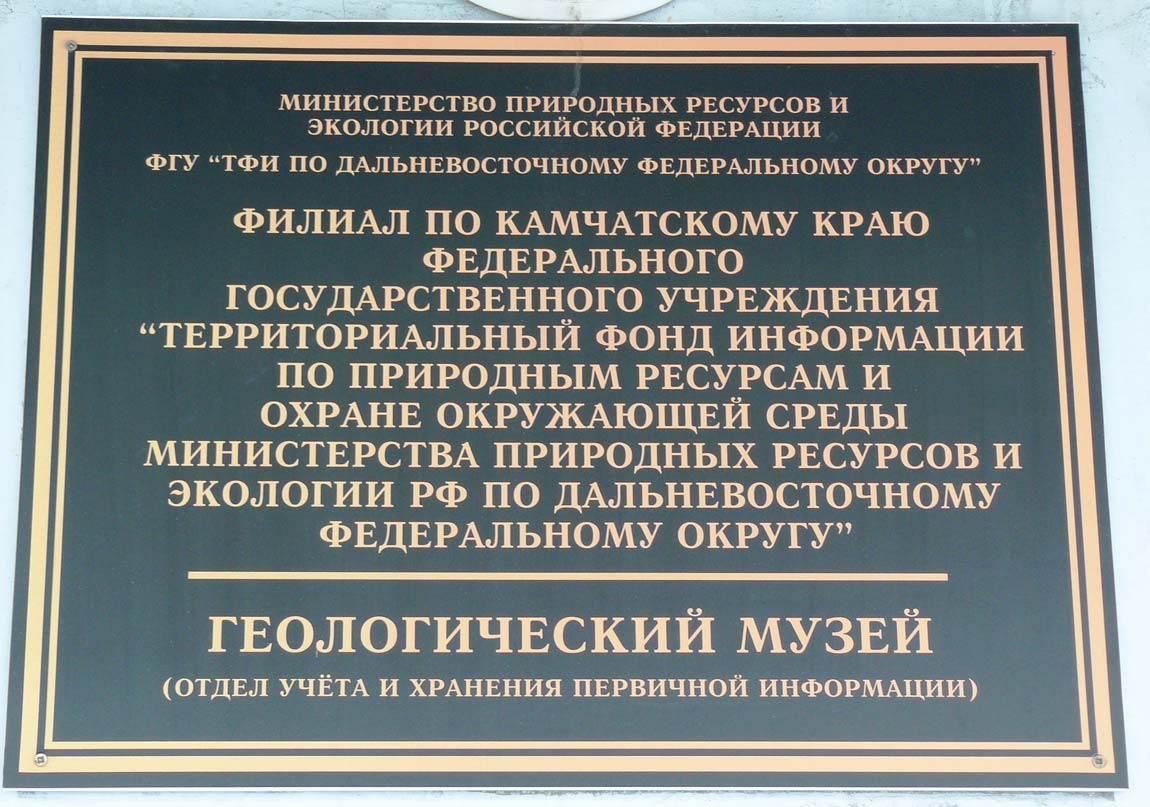 МИНИСТЕРСТВО ПРИРОДНЫХ РЕСУРСОВ И
ЭКОЛОГИИ РОССИЙСКОЙ ФЕДЕРАЦИИ
ФГУ “ТФИ ПО ДАЛЬНЕВОСТОЧНОМУ ФЕДЕРАЛЬНОМУ ОКРУГУ”
ФИЛИАЛ ПО КАМЧАТСКОМУ КРАЮ
ФЕДЕРАЛЬНОГО
ГОСУДАРСТВЕННОГО УЧРЕЖДЕНИЯ
“ТЕРРИТОРИАЛЬНЫЙ ФОНД ИНФОРМАЦИИ
ПО ПРИРОДНЫМ РЕСУРСАМ И
ОХРАНЕ ОКРУЖАЮЩЕЙ СРЕДЫ
МИНИСТЕРСТВА ПРИРОДНЫХ РЕСУРСОВ И
ЭКОЛОГИИ РФ ПО ДАЛЬНЕВОСТОЧНОМУ
ФЕДЕРАЛЬНОМУ ОКРУГУ”
ГЕОЛОГИЧЕСКИЙ МУЗЕЙ
(ОТДЕЛ УЧЁТА И ХРАНЕНИЯ ПЕРВИЧНОЙ ИНФОРМАЦИИ)